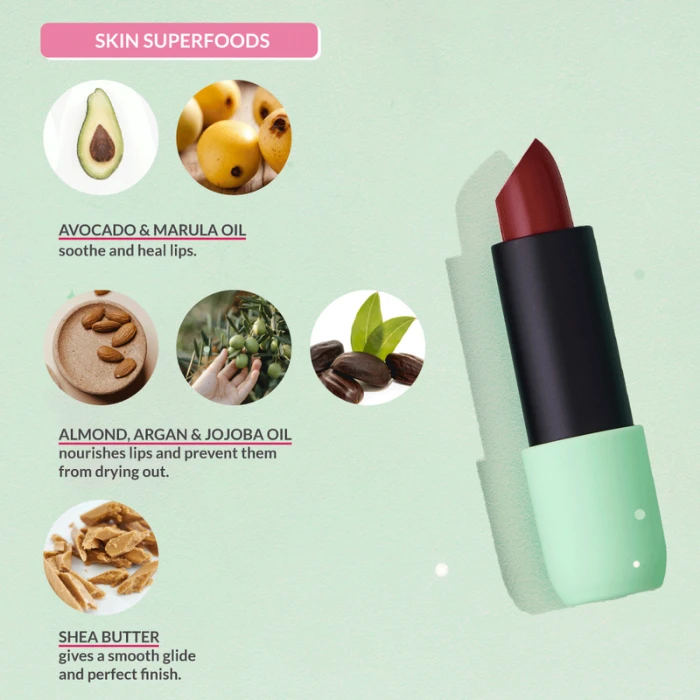 SKIN SUPERFOODS
AVOCADO & MARULA OIL
soothe and heal lips.
ALMOND, ARGAN & JOJOBA OIL
nourishes lips and prevent them
from drying out.
SHEA BUTTER
gives a smooth glide
and perfect finish.